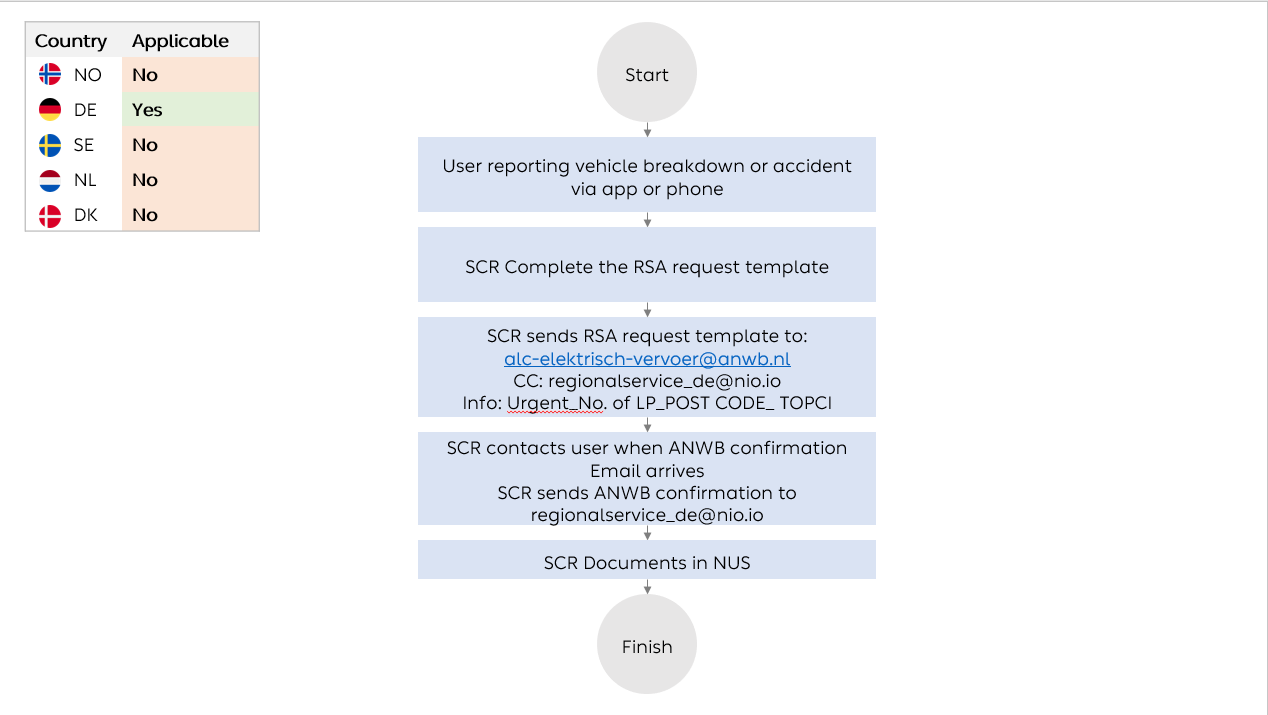 Country Applicable
NO No
DE Yes
SE No
NL No
DK No
Start
User reporting vehicle breakdown or accident
via app or phone
SCR Complete the RSA request template
SCR sends RSA request template to:
alc-elektrisch-vervoer@anwb.nl
CC: regionalservice_de@nio.io
Info: Urgent_No. of LP_POST CODE_ TOPCI
SCR contacts user when ANWB confirmation
Email arrives
SCR sends ANWB confirmation to
regionalservice_de@nio.io
SCR Documents in NUS
Finish